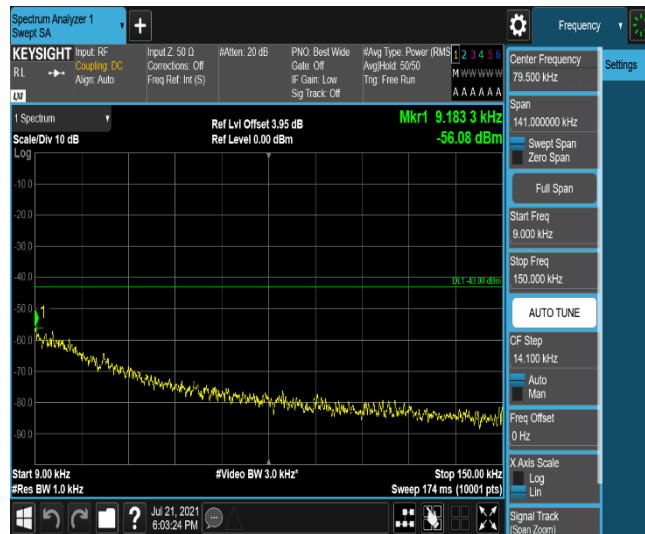 Spectrum Analyzer 1
Swept SA
Frequency
KEYSIGHT
RL
LXI
Input: RF
Coupling: DC
Align: Auto
Input Z: 50 Ω
Corrections: Off
Freq Ref: Int (S)
#Atten: 20 dB
PNO: Best Wide
Gate: Off
IF Gain: Low
Sig Track: Off
#Avg Type: Power (RMS
Avg|Hold: 50/50
Trig: Free Run
1 2 3 4 5 6
M W W W W W
A A A A A A
Center Frequency
79.500 kHz
Settings
Span
141.000000 kHz
Swept Span
Zero Span
Full Span
Start Freq
9.000 kHz
Stop Freq
150.000 kHz
AUTO TUNE
CF Step
14.100 kHz
Auto
Man
Freq Offset
0 Hz
X Axis Scale
Log
Lin
Signal Track
(Span Zoom)
1 Spectrum
Scale/Div 10 dB
Log
Ref Lvl Offset 3.95 dB
Ref Level 0.00 dBm
Mkr1 9.183 3 kHz
-56.08 dBm
-10.0
-20.0
-30.0
-40.0
DL1 -43.00 dBm
-50.0
1
-60.0
-70.0
-80.0
-90.0
Start 9.00 kHz
#Res BW 1.0 kHz
#Video BW 3.0 kHz*
Stop 150.00 kHz
Sweep 174 ms (10001 pts)
?
Jul 21, 2021
6:03:24 PM